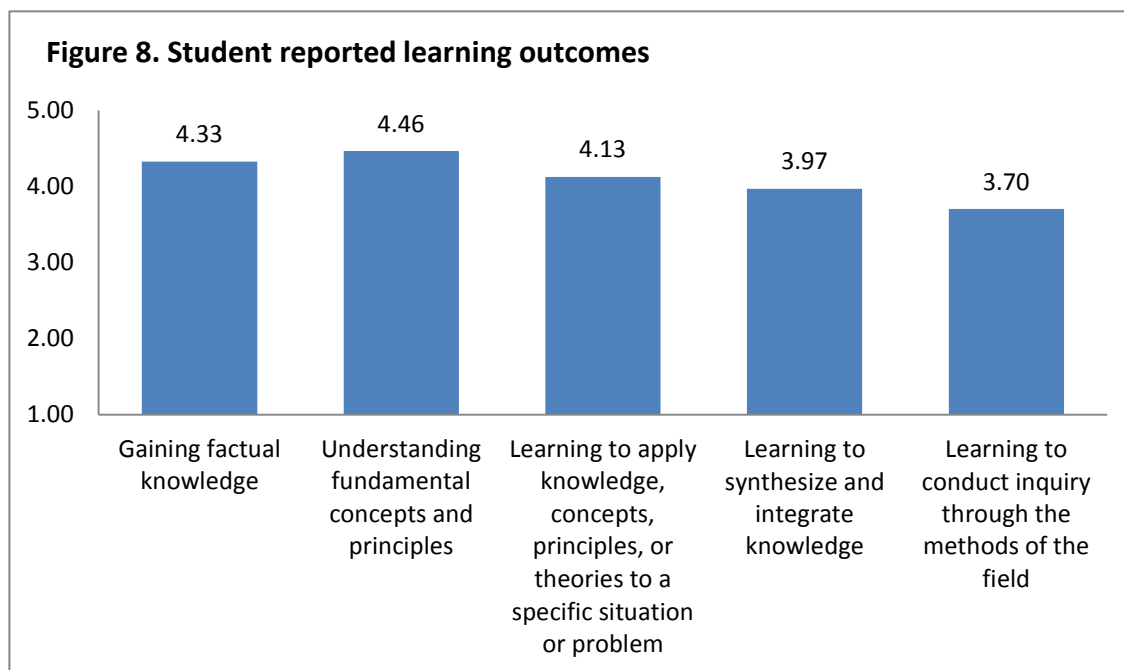 Figure 8. Student reported learning outcomes
5.00
4.00
3.00
2.00
1.00
4.33
4.46
4.13
3.97
3.70
Gaining factual
knowledge
Understanding
fundamental
concepts and
principles
Learning to apply
knowledge,
concepts,
principles, or
theories to a
specific situation
or problem
Learning to
synthesize and
integrate
knowledge
Learning to
conduct inquiry
through the
methods of the
field